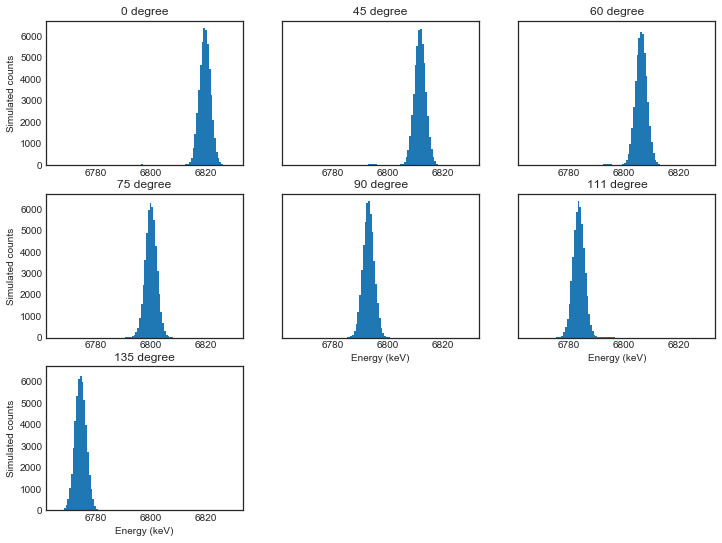 0 degree
45 degree
60 degree
Simulated counts
6000
5000
4000
3000
2000
1000
0
6780 6800 6820
6780 6800 6820
6780 6800 6820
75 degree
90 degree
111 degree
Simulated counts
6000
5000
4000
3000
2000
1000
0
6780 6800 6820
6780 6800 6820
6780 6800 6820
Energy (keV)
Energy (keV)
135 degree
Simulated counts
6000
5000
4000
3000
2000
1000
0
6780 6800 6820
Energy (keV)